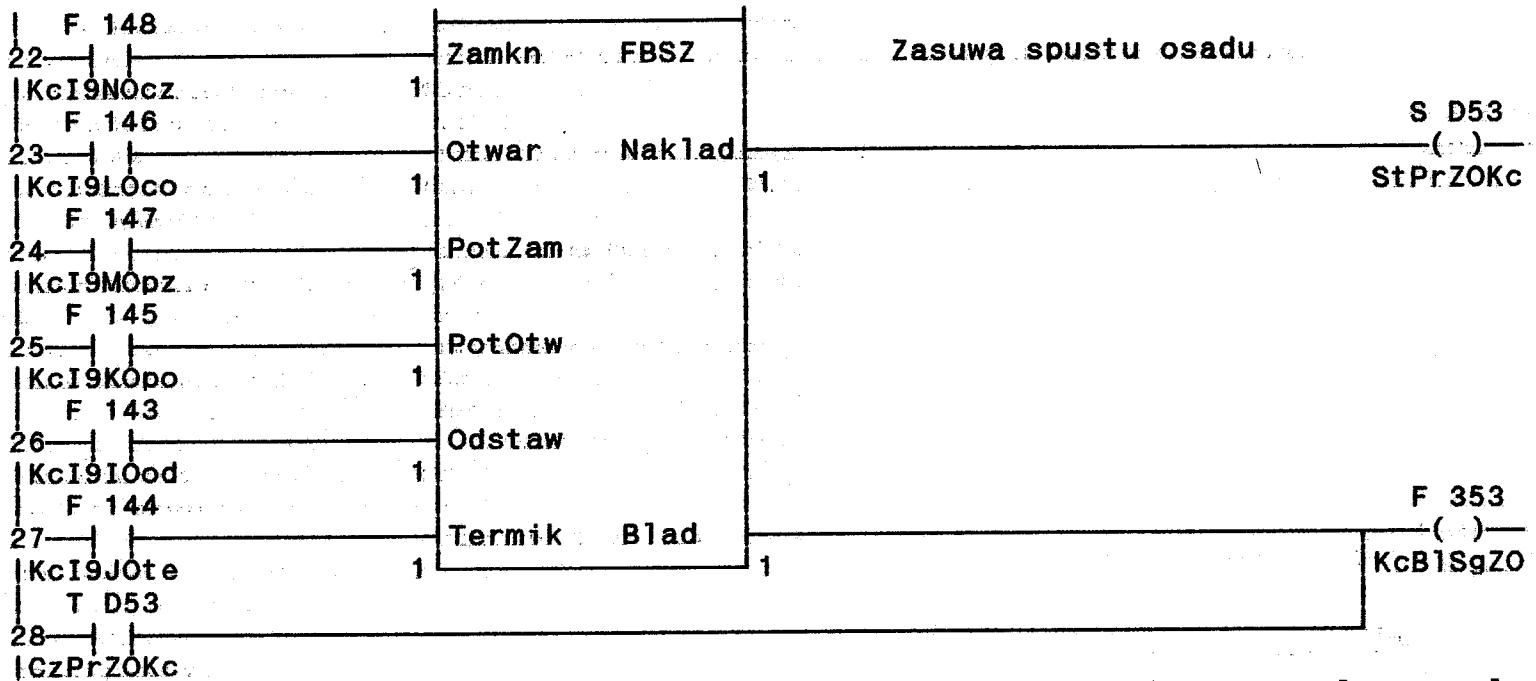 F 148
22 Zamkn FBSZ Zasuwa spustu osadu
KcI9NOcz 1
F 146 S D53
23 Otwar Naklad ( )
KcI9LOco 1 1 StPrZOKc
F 147
24 PotZam
KcI9MOpz 1
F 145
25 PotOtw
KcI9KOpo 1
F 143
26 Odstaw
KcI9IOod 1
F 144 F 353
27 Termik Blad ( )
KcI9JOte 1 1 KcBlSgZO
T D53
28
CzPrZOKc